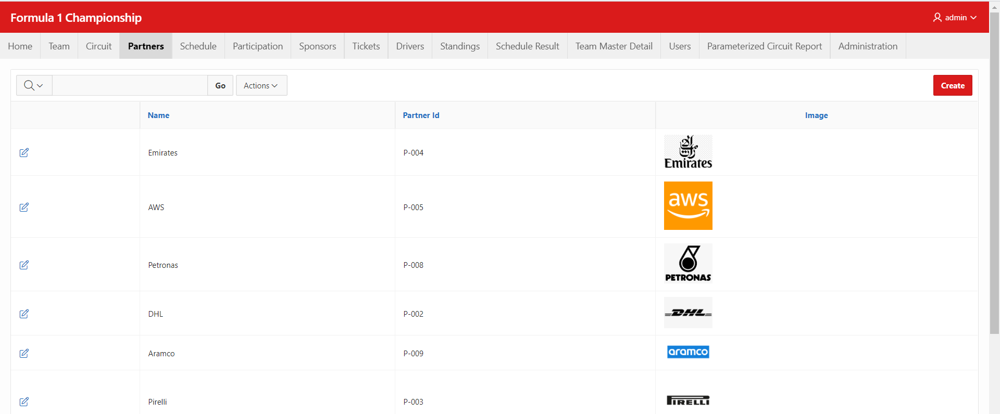 Formula 1 Championship
admin
Home Team Circuit Partners Schedule Participation Sponsors Tickets Drivers Standings Schedule Result Team Master Detail Users Parameterized Circuit Report Administration
Go Actions Create
Name Partner Id Image
Emirates P-004 Emirates
AWS P-005 aws
Petronas P-008 PETRONAS
DHL P-002 DHL
Aramco P-009 aramco
Pirelli P-003 PIRELLI